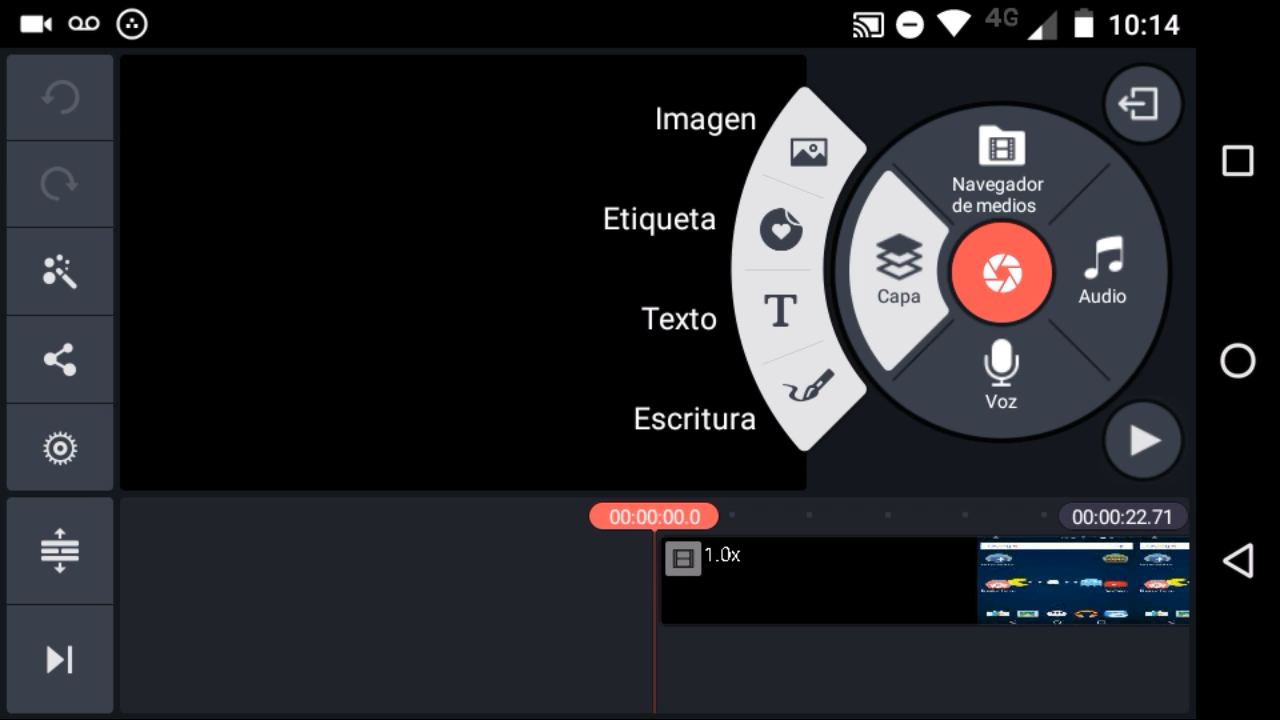 4G 10:14
Imagen
Etiqueta
Texto
Escritura
Navegador
de medios
Capa
Audio
Voz
00:00:00.0
00:00:22.71
1.0x